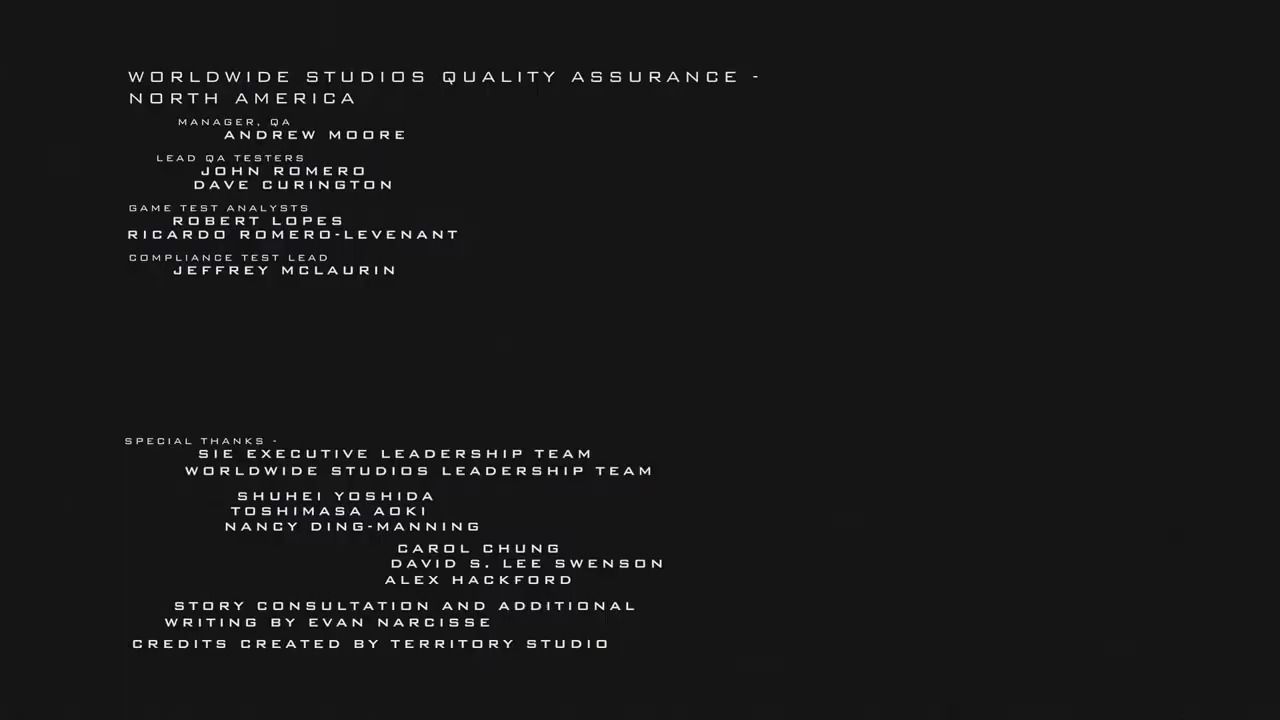 WORLDWIDE STUDIOS QUALITY ASSURANCE -
NORTH AMERICA
MANAGER, QA
ANDREW MOORE
LEAD QA TESTERS
JOHN ROMERO
DAVE CURINGTON
GAME TEST ANALYSTS
ROBERT LOPES
RICARDO ROMERO-LEVENANT
COMPLIANCE TEST LEAD
JEFFREY MCLAURIN
SPECIAL THANKS -
SIE EXECUTIVE LEADERSHIP TEAM
WORLDWIDE STUDIOS LEADERSHIP TEAM
SHUHEI YOSHIDA
TOSHIMASA AOKI
NANCY DING-MANNING
CAROL CHUNG
DAVID S. LEE SWENSON
ALEX HACKFORD
STORY CONSULTATION AND ADDITIONAL
WRITING BY EVAN NARCISSE
CREDITS CREATED BY TERRITORY STUDIO